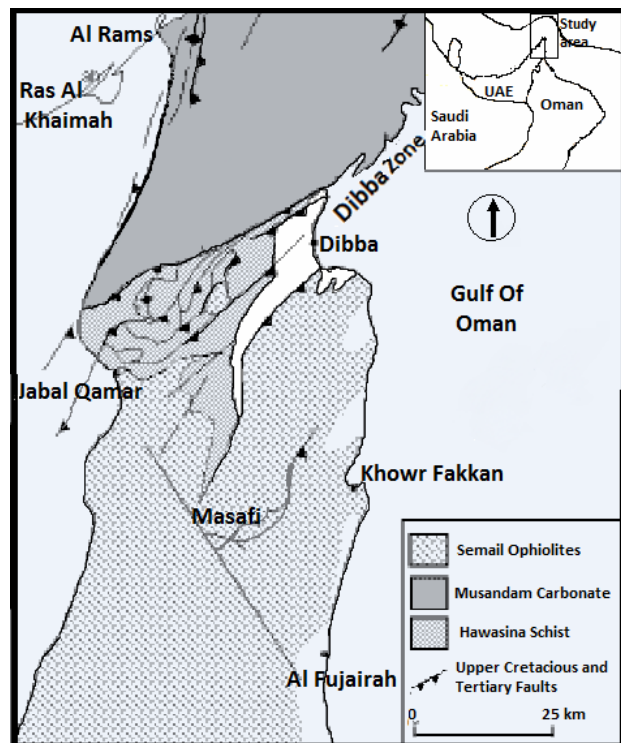 Al Rams
Ras Al
Khaimah
Study
area
UAE
Oman
Saudi
Arabia
Dibba Zone
Dibba
Gulf Of
Oman
Jabal Qamar
Khowr Fakkan
Masafi
Al Fujairah
Semail Ophiolites
Musandam Carbonate
Hawasina Schist
Upper Cretacious and
Tertiary Faults
0 25 km